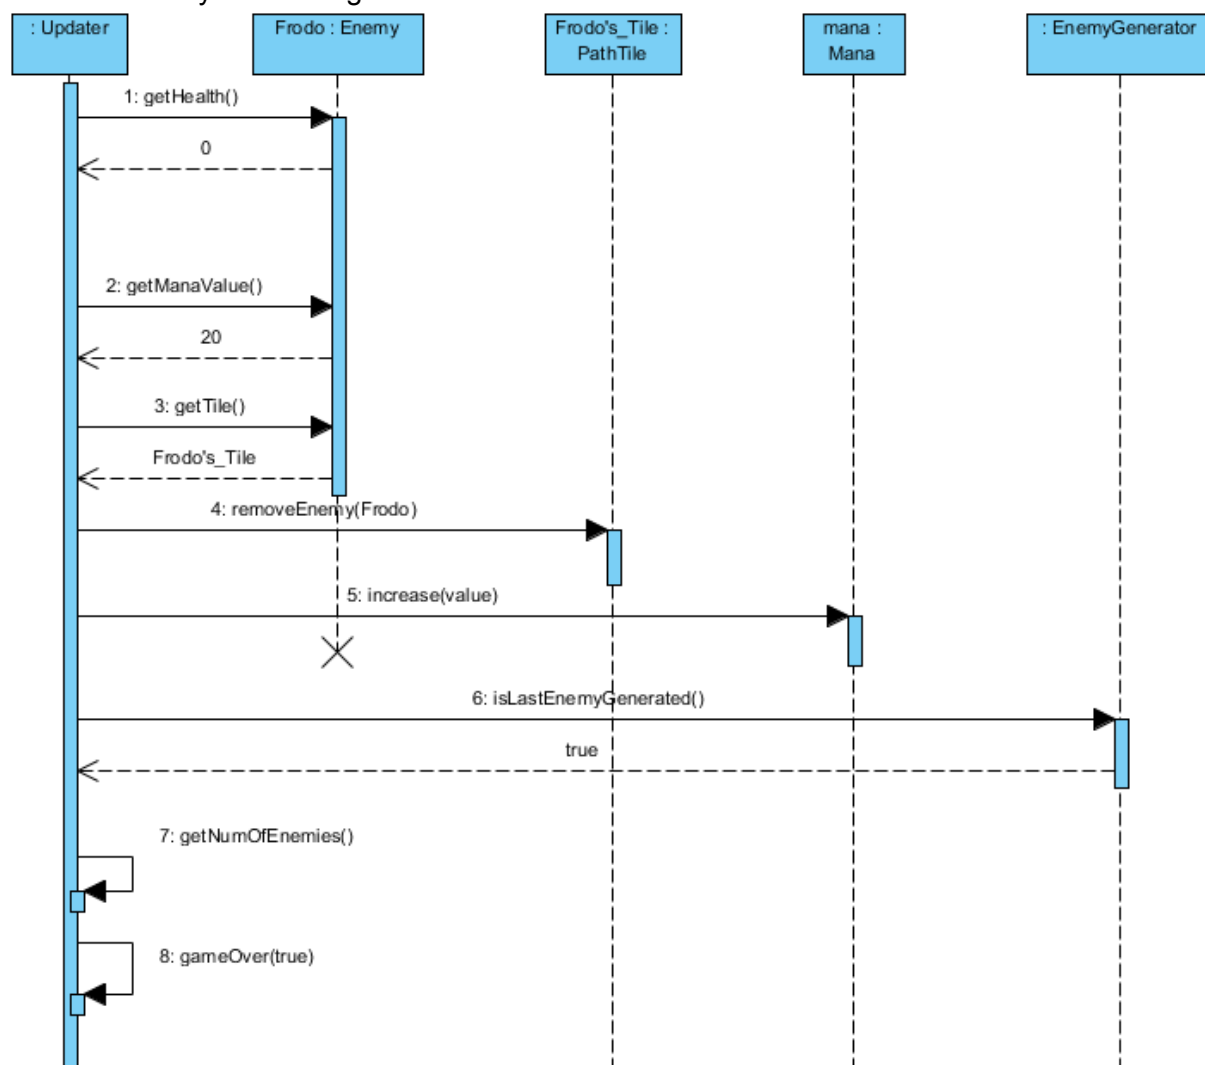 : Updater
Frodo : Enemy
Frodo's_Tile :
PathTile
mana :
Mana
: EnemyGenerator
1: getHealth()
0
2: getManaValue()
20
3: getTile()
Frodo's_Tile
4: removeEnemy(Frodo)
5: increase(value)
6: isLastEnemyGenerated()
true
7: getNumOfEnemies()
8: gameOver(true)